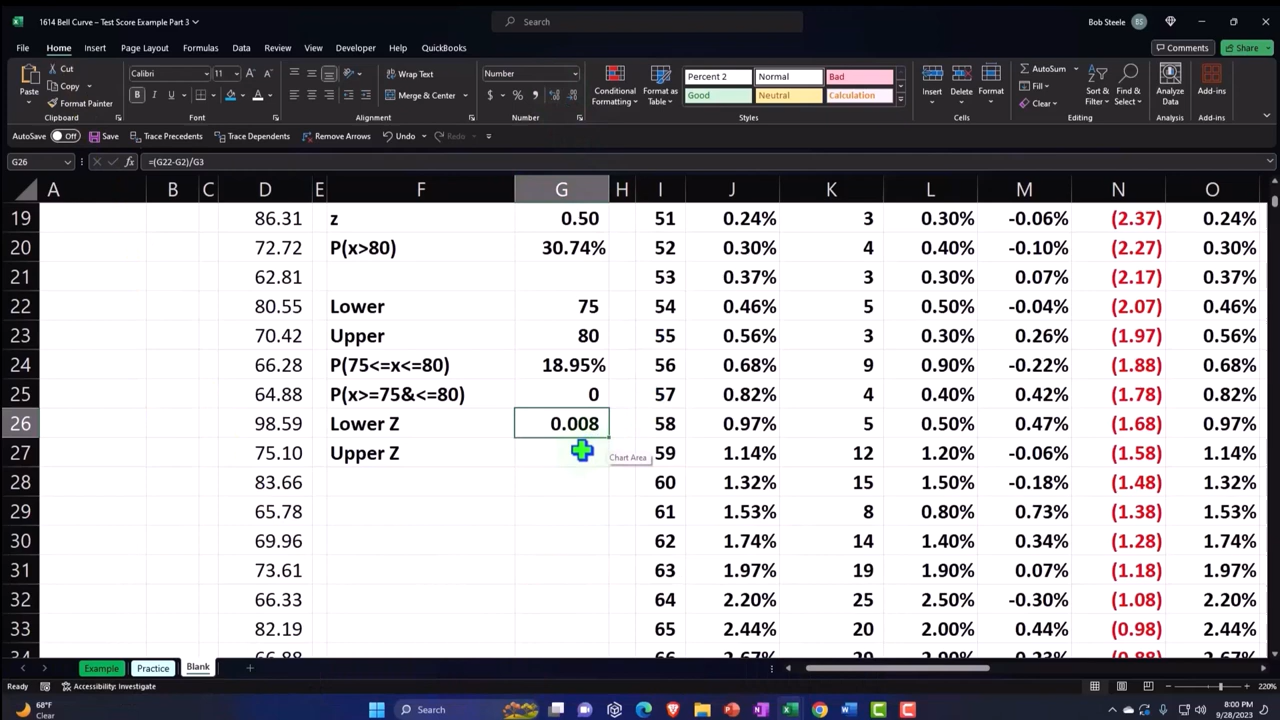 1614 Bell Curve – Test Score Example Part 3
Search
Bob Steele
BS
File Home Insert Page Layout Formulas Data Review View Developer Help QuickBooks
Comments Share
Paste
Cut
Copy
Format Painter
Clipboard
Calibri 11
B I U
Font
Wrap Text
Merge & Center
Alignment
Number
$ % 9
Number
Conditional Formatting
Format as Table
Percent 2 Normal Bad
Good Neutral Calculation
Styles
Insert Delete Format
Cells
AutoSum
Fill
Clear
Sort & Filter
Find & Select
Editing
Analyze Data
Analysis
Add-ins
Add-ins
AutoSave Off Save Trace Precedents Trace Dependents Remove Arrows Undo Redo
G26 fx =(G22-G2)/G3
A B C D E F G H I J K L M N O
19 86.31 z 0.50 51 0.24% 3 0.30% -0.06% (2.37) 0.24%
20 72.72 P(x>80) 30.74% 52 0.30% 4 0.40% -0.10% (2.27) 0.30%
21 62.81 53 0.37% 3 0.30% 0.07% (2.17) 0.37%
22 80.55 Lower 75 54 0.46% 5 0.50% -0.04% (2.07) 0.46%
23 70.42 Upper 80 55 0.56% 3 0.30% 0.26% (1.97) 0.56%
24 66.28 P(75<=x<=80) 18.95% 56 0.68% 9 0.90% -0.22% (1.88) 0.68%
25 64.88 P(x>=75&<=80) 0 57 0.82% 4 0.40% 0.42% (1.78) 0.82%
26 98.59 Lower Z 0.008 58 0.97% 5 0.50% 0.47% (1.68) 0.97%
27 75.10 Upper Z 59 1.14% 12 1.20% -0.06% (1.58) 1.14%
Chart Area
28 83.66 60 1.32% 15 1.50% -0.18% (1.48) 1.32%
29 65.78 61 1.53% 8 0.80% 0.73% (1.38) 1.53%
30 69.96 62 1.74% 14 1.40% 0.34% (1.28) 1.74%
31 73.61 63 1.97% 19 1.90% 0.07% (1.18) 1.97%
32 66.33 64 2.20% 25 2.50% -0.30% (1.08) 2.20%
33 82.19 65 2.44% 20 2.00% 0.44% (0.98) 2.44%
Example Practice Blank
Ready Accessibility: Investigate 220%
68°F
Clear
Search
8:00 PM
9/28/2023